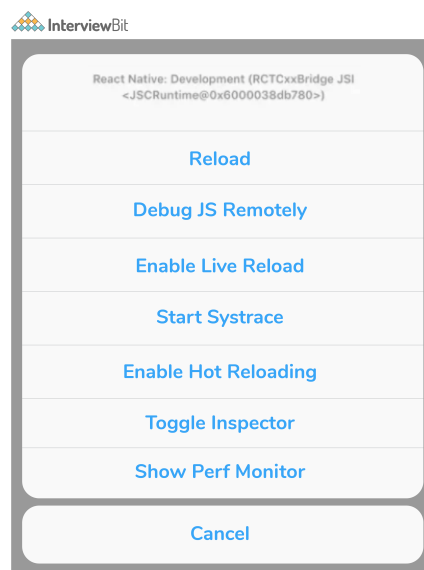 InterviewBit
React Native: Development (RCTCxxBridge JSI
<JSCRuntime@0x6000038db780>)
Reload
Debug JS Remotely
Enable Live Reload
Start Systrace
Enable Hot Reloading
Toggle Inspector
Show Perf Monitor
Cancel